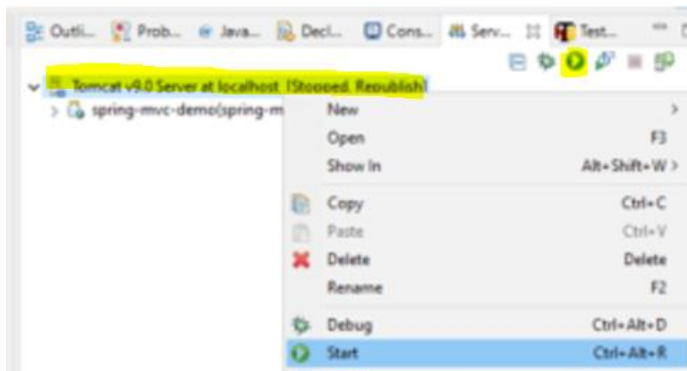 Outli... Prob... Java... Decl... Cons... Serv... Test...
Tomcat v9.0 Server at localhost [Stopped, Republish]
spring-mvc-demo(spring-m
New >
Open F3
Show In Alt+Shift+W >
Copy Ctrl+C
Paste Ctrl+V
Delete Delete
Rename F2
Debug Ctrl+Alt+D
Start Ctrl+Alt+R